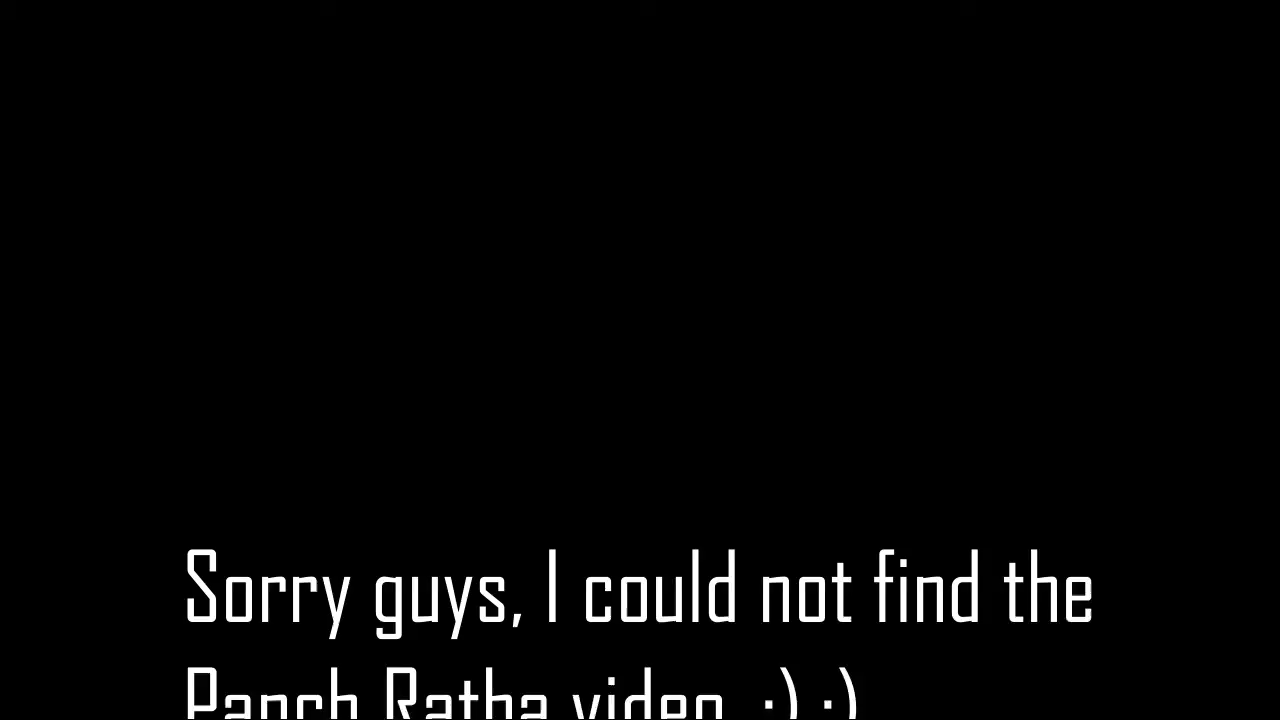 Sorry guys, I could not find the
Panch Ratha video. :) :)